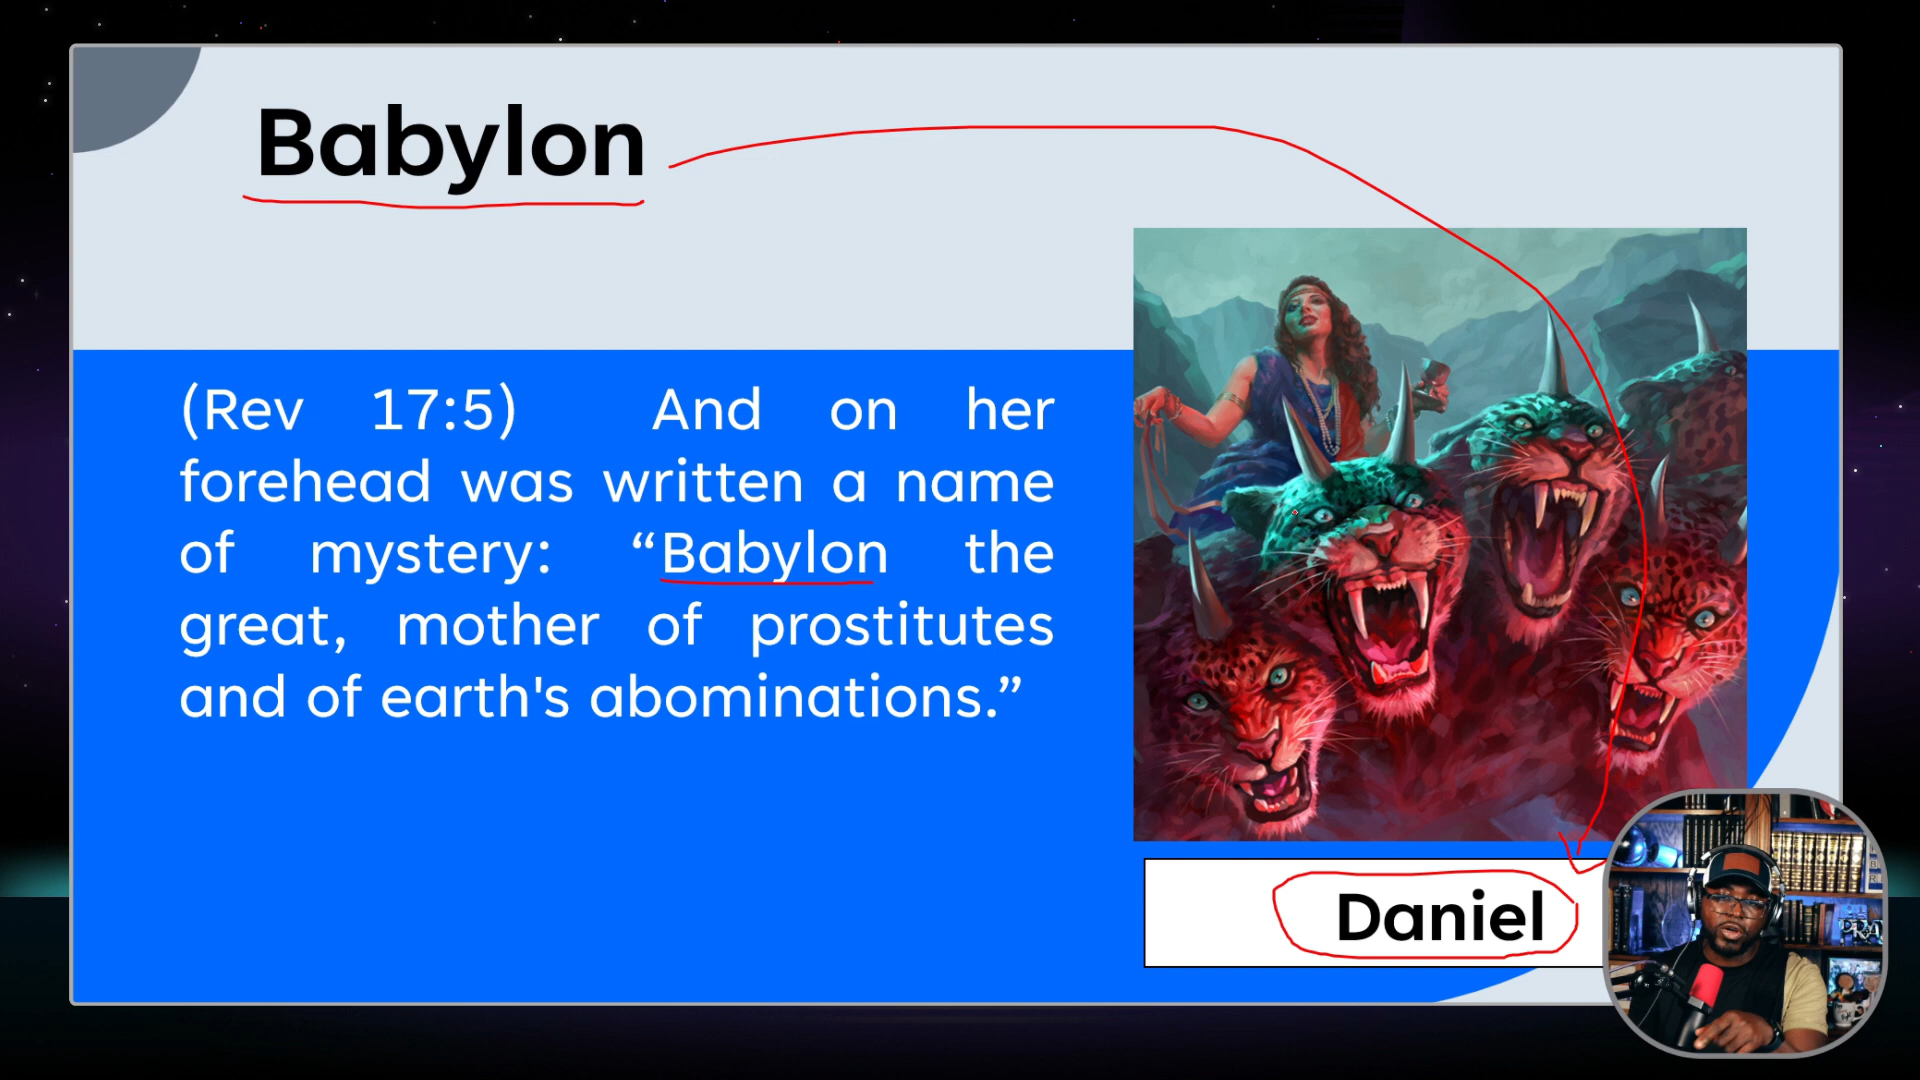 Babylon
(Rev 17:5) And on her
forehead was written a name
of mystery: “Babylon the
great, mother of prostitutes
and of earth's abominations.”
Daniel